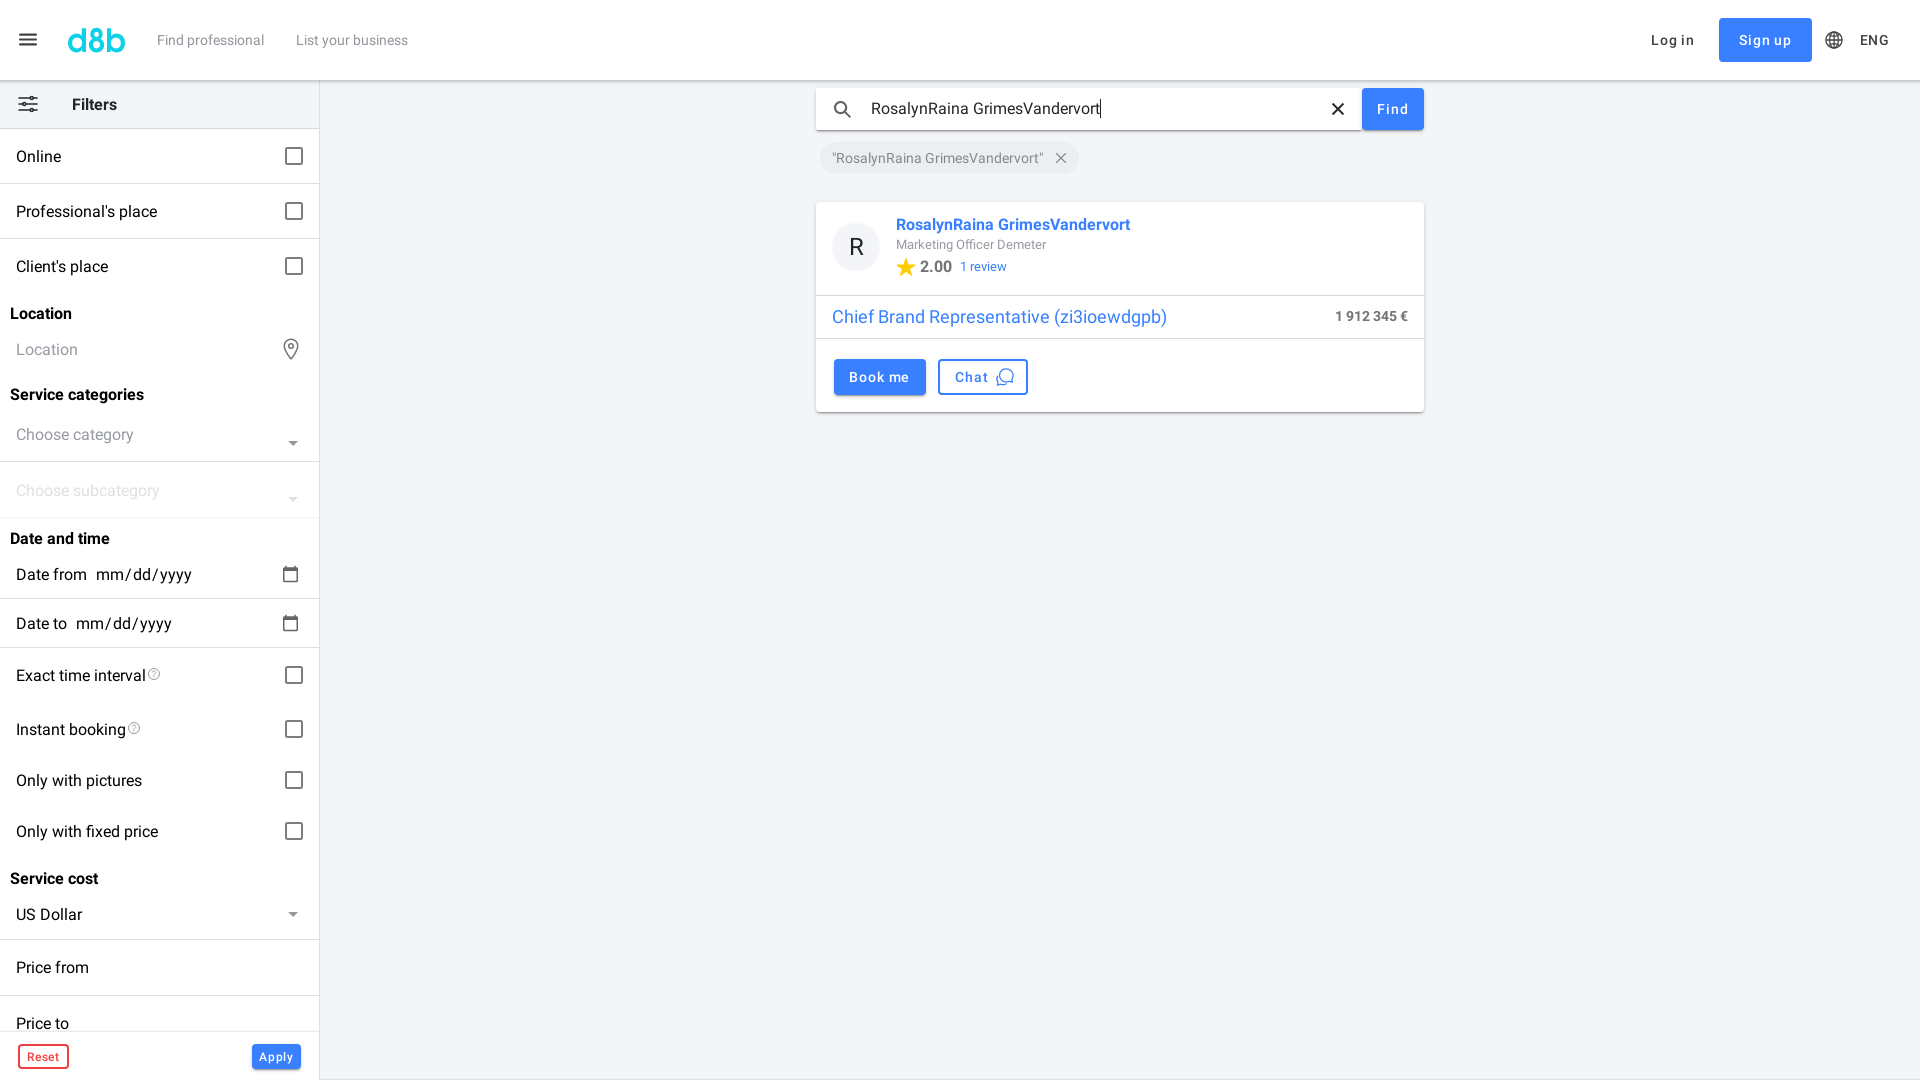 d8b
Find professional
List your business
Log in
Sign up
ENG
Filters
Online
Professional's place
Client's place
Location
Location
Service categories
Choose category
Choose subcategory
Date and time
Date from mm/dd/yyyy
Date to mm/dd/yyyy
Exact time interval
Instant booking
Only with pictures
Only with fixed price
Service cost
US Dollar
Price from
Price to
Reset
Apply
RosalynRaina GrimesVandervort
Find
"RosalynRaina GrimesVandervort"
R
RosalynRaina GrimesVandervort
Marketing Officer Demeter
2.00 1 review
Chief Brand Representative (zi3ioewdgpb)
1 912 345 €
Book me
Chat